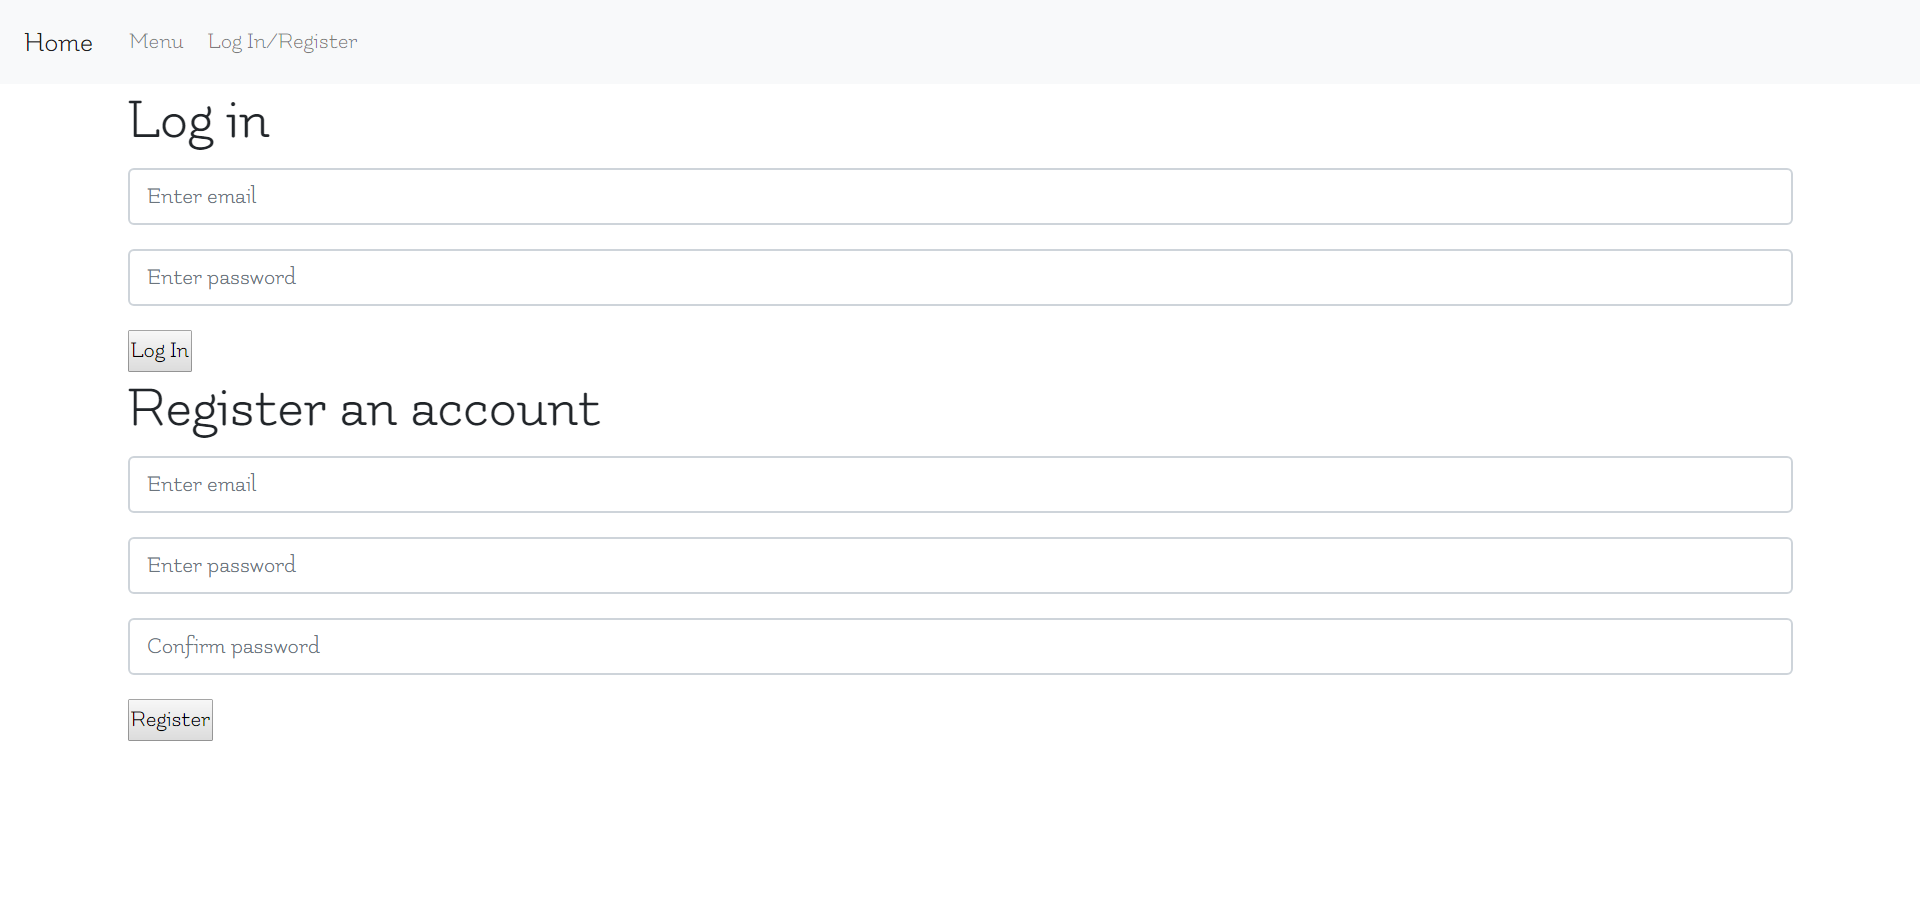 Home Menu Log In/Register
Log in
Enter email
Enter password
Log In
Register an account
Enter email
Enter password
Confirm password
Register